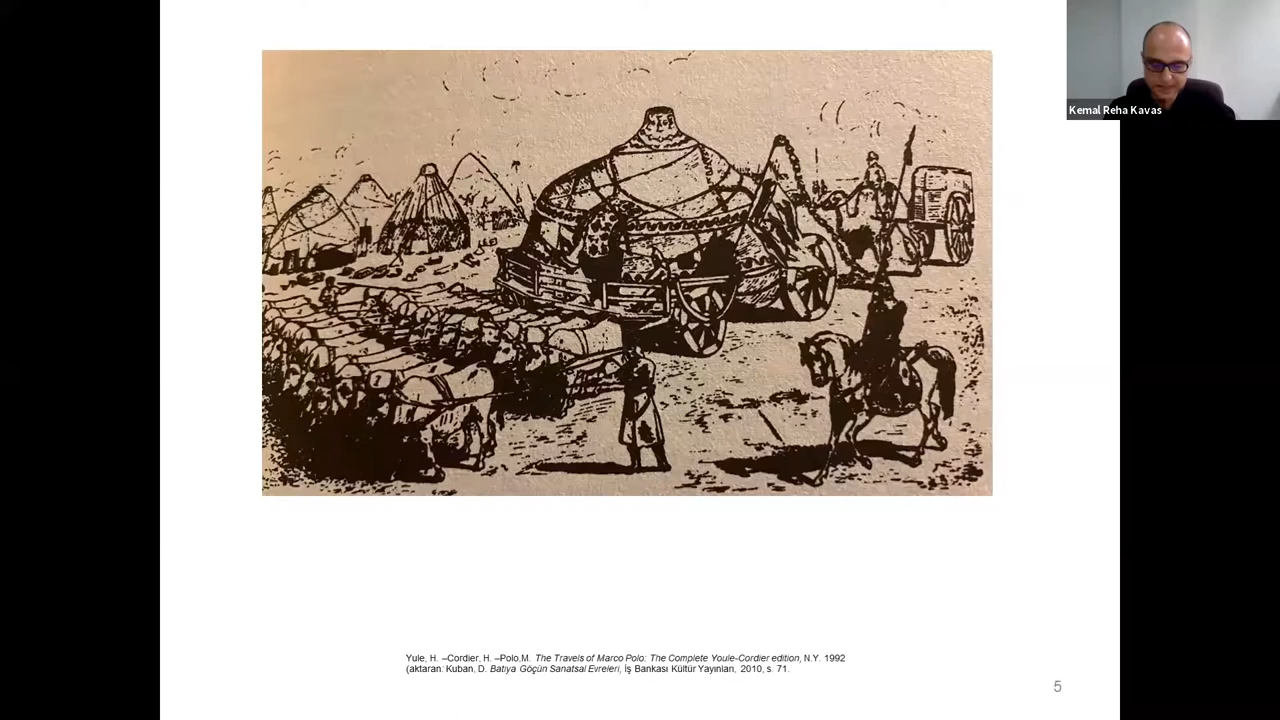 Kemal Reha Kavas
Yule, H. –Cordier, H. –Polo,M. The Travels of Marco Polo: The Complete Youle-Cordier edition, N.Y. 1992
(aktaran: Kuban, D. Batıya Göçün Sanatsal Evreleri, İş Bankası Kültür Yayınları, 2010, s. 71.
5